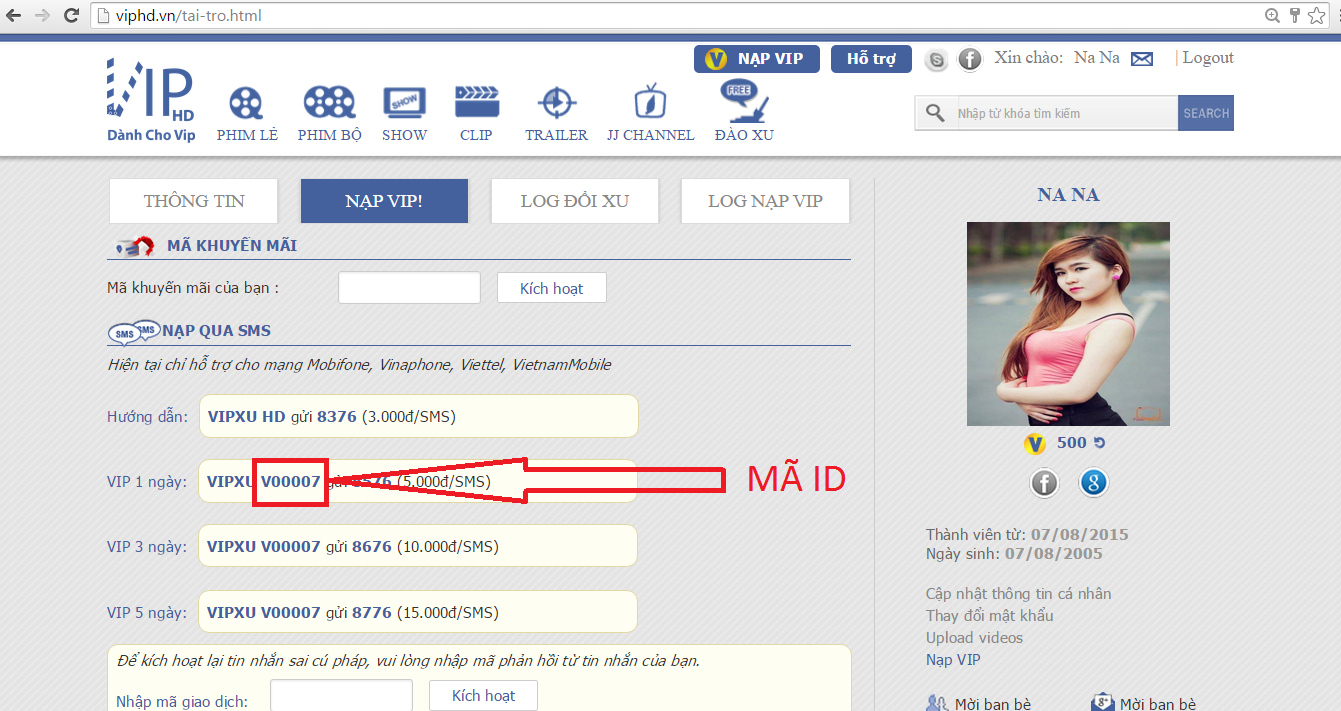 viphd.vn/tai-tro.html
NẠP VIP
Hỗ trợ
Xin chào: Na Na
| Logout
VIP HD
Dành Cho Vip
PHIM LẺ
PHIM BỘ
SHOW
SHOW
CLIP
TRAILER
JJ CHANNEL
FREE
ĐÀO XU
Nhập từ khóa tìm kiếm
SEARCH
THÔNG TIN
NẠP VIP!
LOG ĐỔI XU
LOG NẠP VIP
MÃ KHUYẾN MÃI
Mã khuyến mãi của bạn :
Kích hoạt
SMS SMS NẠP QUA SMS
Hiện tại chỉ hỗ trợ cho mạng Mobifone, Vinaphone, Viettel, VietnamMobile
Hướng dẫn: VIPXU HD gửi 8376 (3.000đ/SMS)
VIP 1 ngày: VIPXU V00007 gửi 8576 (5.000đ/SMS)
MÃ ID
VIP 3 ngày: VIPXU V00007 gửi 8676 (10.000đ/SMS)
VIP 5 ngày: VIPXU V00007 gửi 8776 (15.000đ/SMS)
Để kích hoạt lại tin nhắn sai cú pháp, vui lòng nhập mã phản hồi từ tin nhắn của bạn.
Nhập mã giao dịch:
Kích hoạt
NA NA
V 500
Thành viên từ: 07/08/2015
Ngày sinh: 07/08/2005
Cập nhật thông tin cá nhân
Thay đổi mật khẩu
Upload videos
Nạp VIP
Mời bạn bè
Mời bạn bè